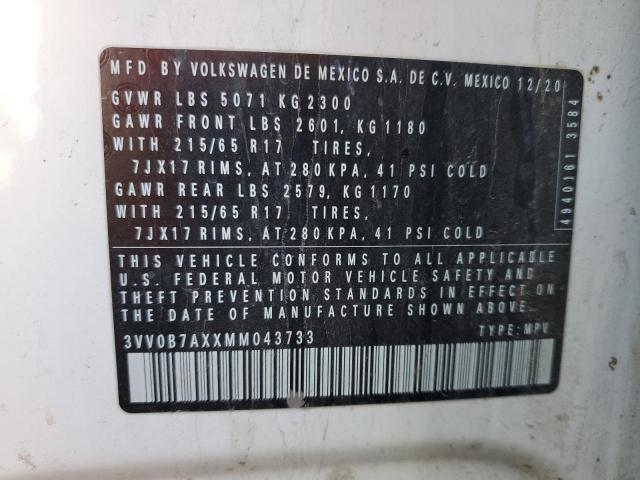 MFD BY VOLKSWAGEN DE MEXICO S.A. DE C.V. MEXICO 12/20
GVWR LBS 5071 KG 2300
GAWR FRONT LBS 2601, KG 1180
WITH 215/65 R17 TIRES,
7JX17 RIMS, AT 280KPA, 41 PSI COLD
GAWR REAR LBS 2579, KG 1170
WITH 215/65 R17 TIRES,
7JX17 RIMS, AT 280KPA, 41 PSI COLD
THIS VEHICLE CONFORMS TO ALL APPLICABLE
U.S. FEDERAL MOTOR VEHICLE SAFETY AND
THEFT PREVENTION STANDARDS IN EFFECT ON
THE DATE OF MANUFACTURE SHOWN ABOVE.
3VV0B7AXXMM043733 TYPE: MPV
4940161 3584